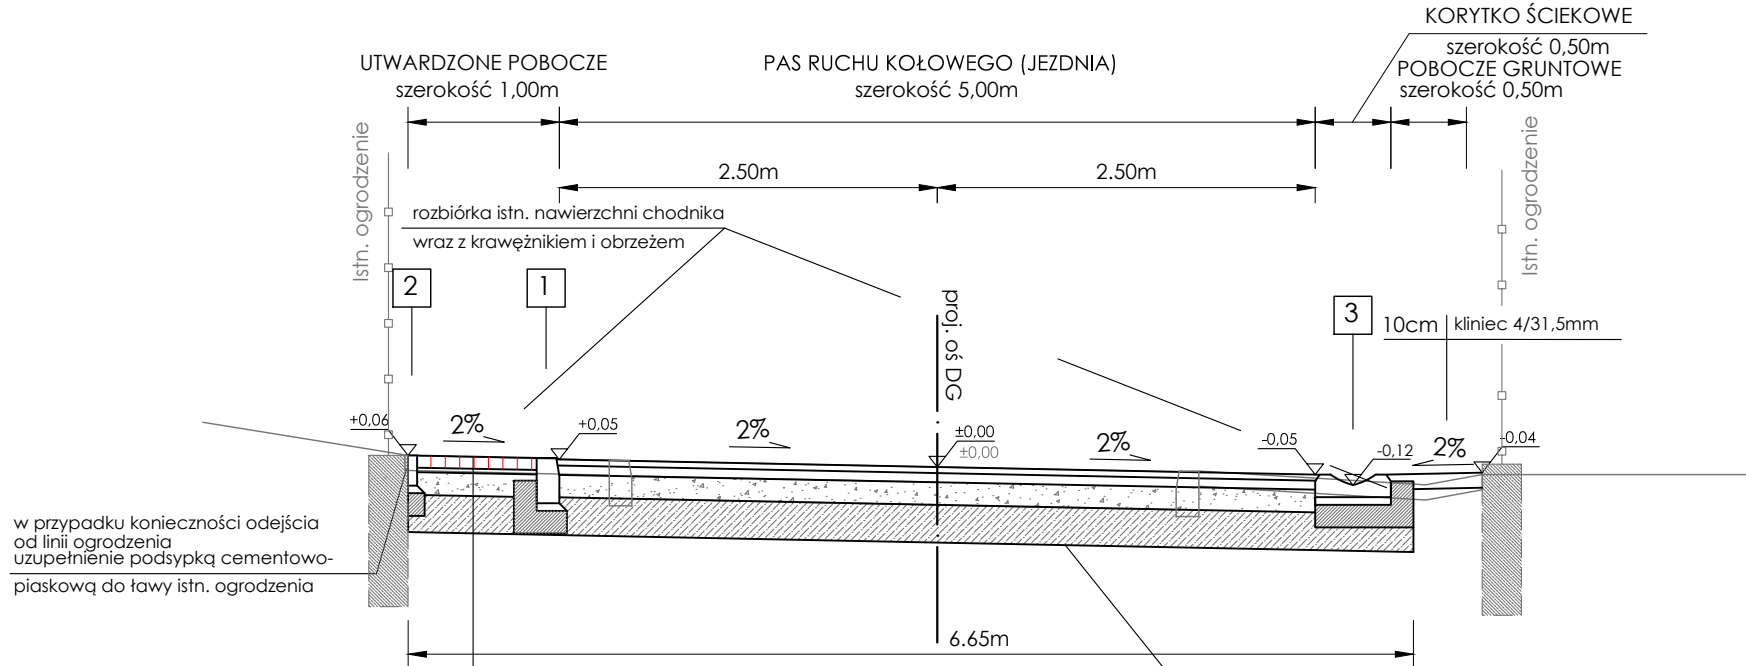 KORYTKO ŚCIEKOWE
szerokość 0,50m
UTWARDZONE POBOCZE
szerokość 1,00m
PAS RUCHU KOŁOWEGO (JEZDNIA)
szerokość 5,00m
POBOCZE GRUNTOWE
szerokość 0,50m
Istn. ogrodzenie
Istn. ogrodzenie
2.50m
2.50m
rozbiórka istn. nawierzchni chodnika
wraz z krawężnikiem i obrzeżem
2
1
proj. oś DG
3
10cm
kliniec 4/31,5mm
+0,06
2%
+0,05
2%
±0,00
±0,00
2%
-0,05
-0,12
2%
-0,04
w przypadku konieczności odejścia
od linii ogrodzenia
uzupełnienie podsypką cementowo-
piaskową do ławy istn. ogrodzenia
6.65m